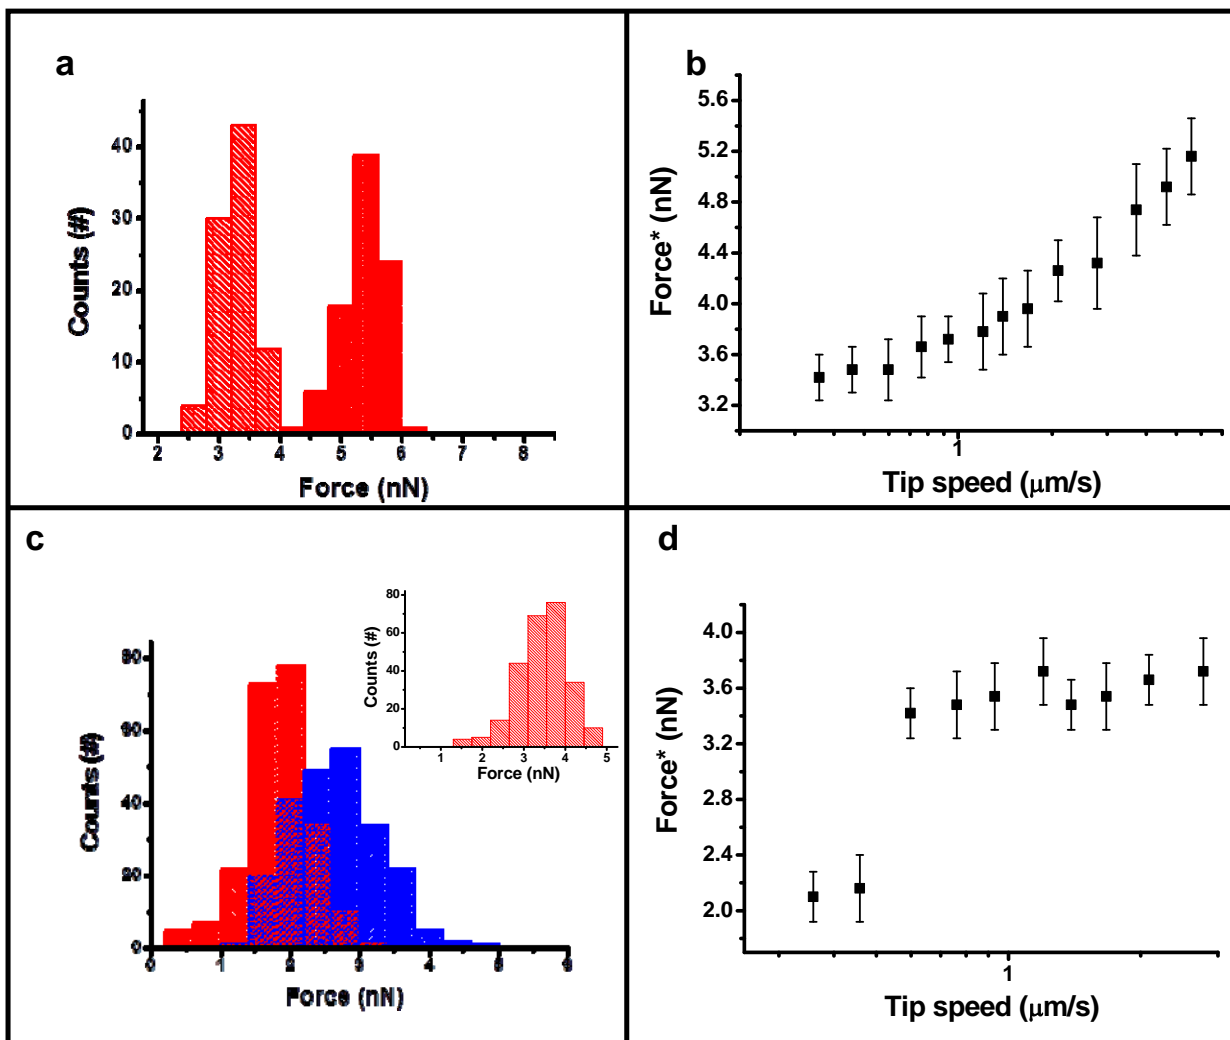 a
Counts (#)
40
30
20
10
0
2 3 4 5 6 7 8
Force (nN)
b
Force* (nN)
5.6
5.2
4.8
4.4
4.0
3.6
3.2
1
Tip speed (μm/s)
c
Counts (#)
80
60
40
20
0
0 1 2 3 4 5 6
Force (nN)
Counts (#)
80
60
40
20
0
1 2 3 4 5
Force (nN)
d
Force* (nN)
4.0
3.6
3.2
2.8
2.4
2.0
1
Tip speed (μm/s)